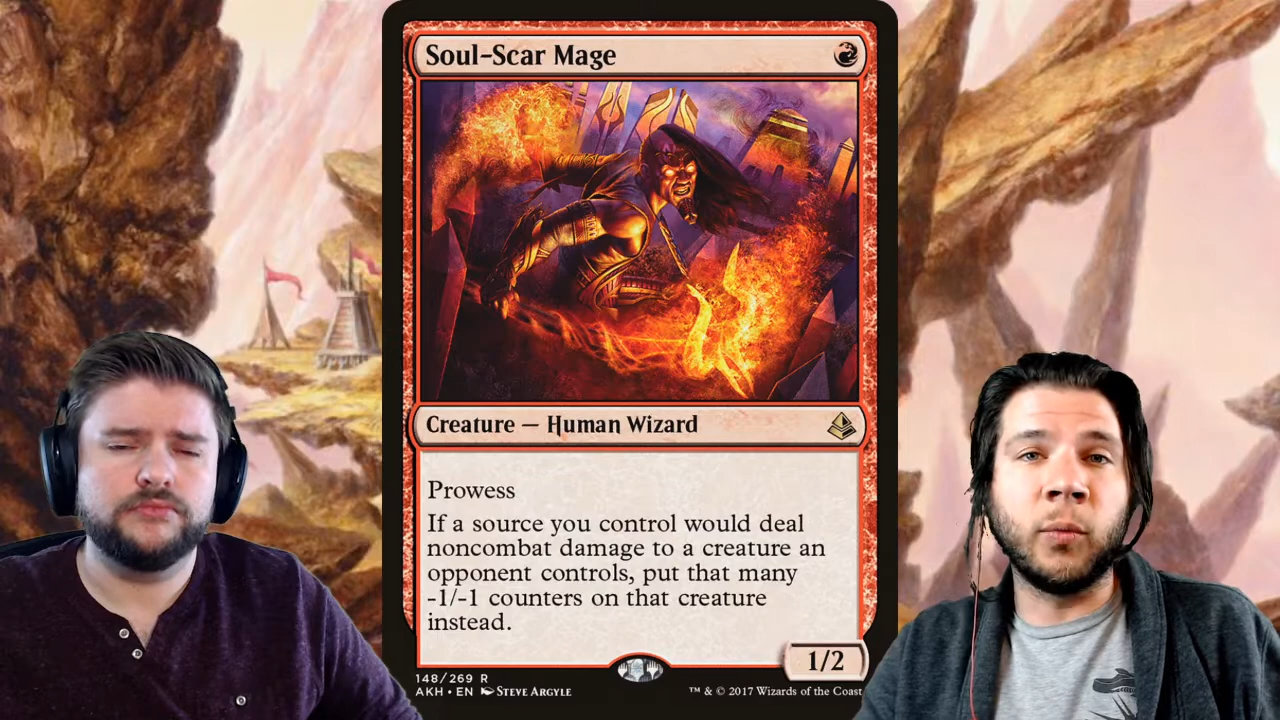 Soul-Scar Mage
Creature — Human Wizard
Prowess
If a source you control would deal
noncombat damage to a creature an
opponent controls, put that many
-1/-1 counters on that creature
instead.
1/2
148/269 R
AKH • EN Steve Argyle
™ & © 2017 Wizards of the Coast